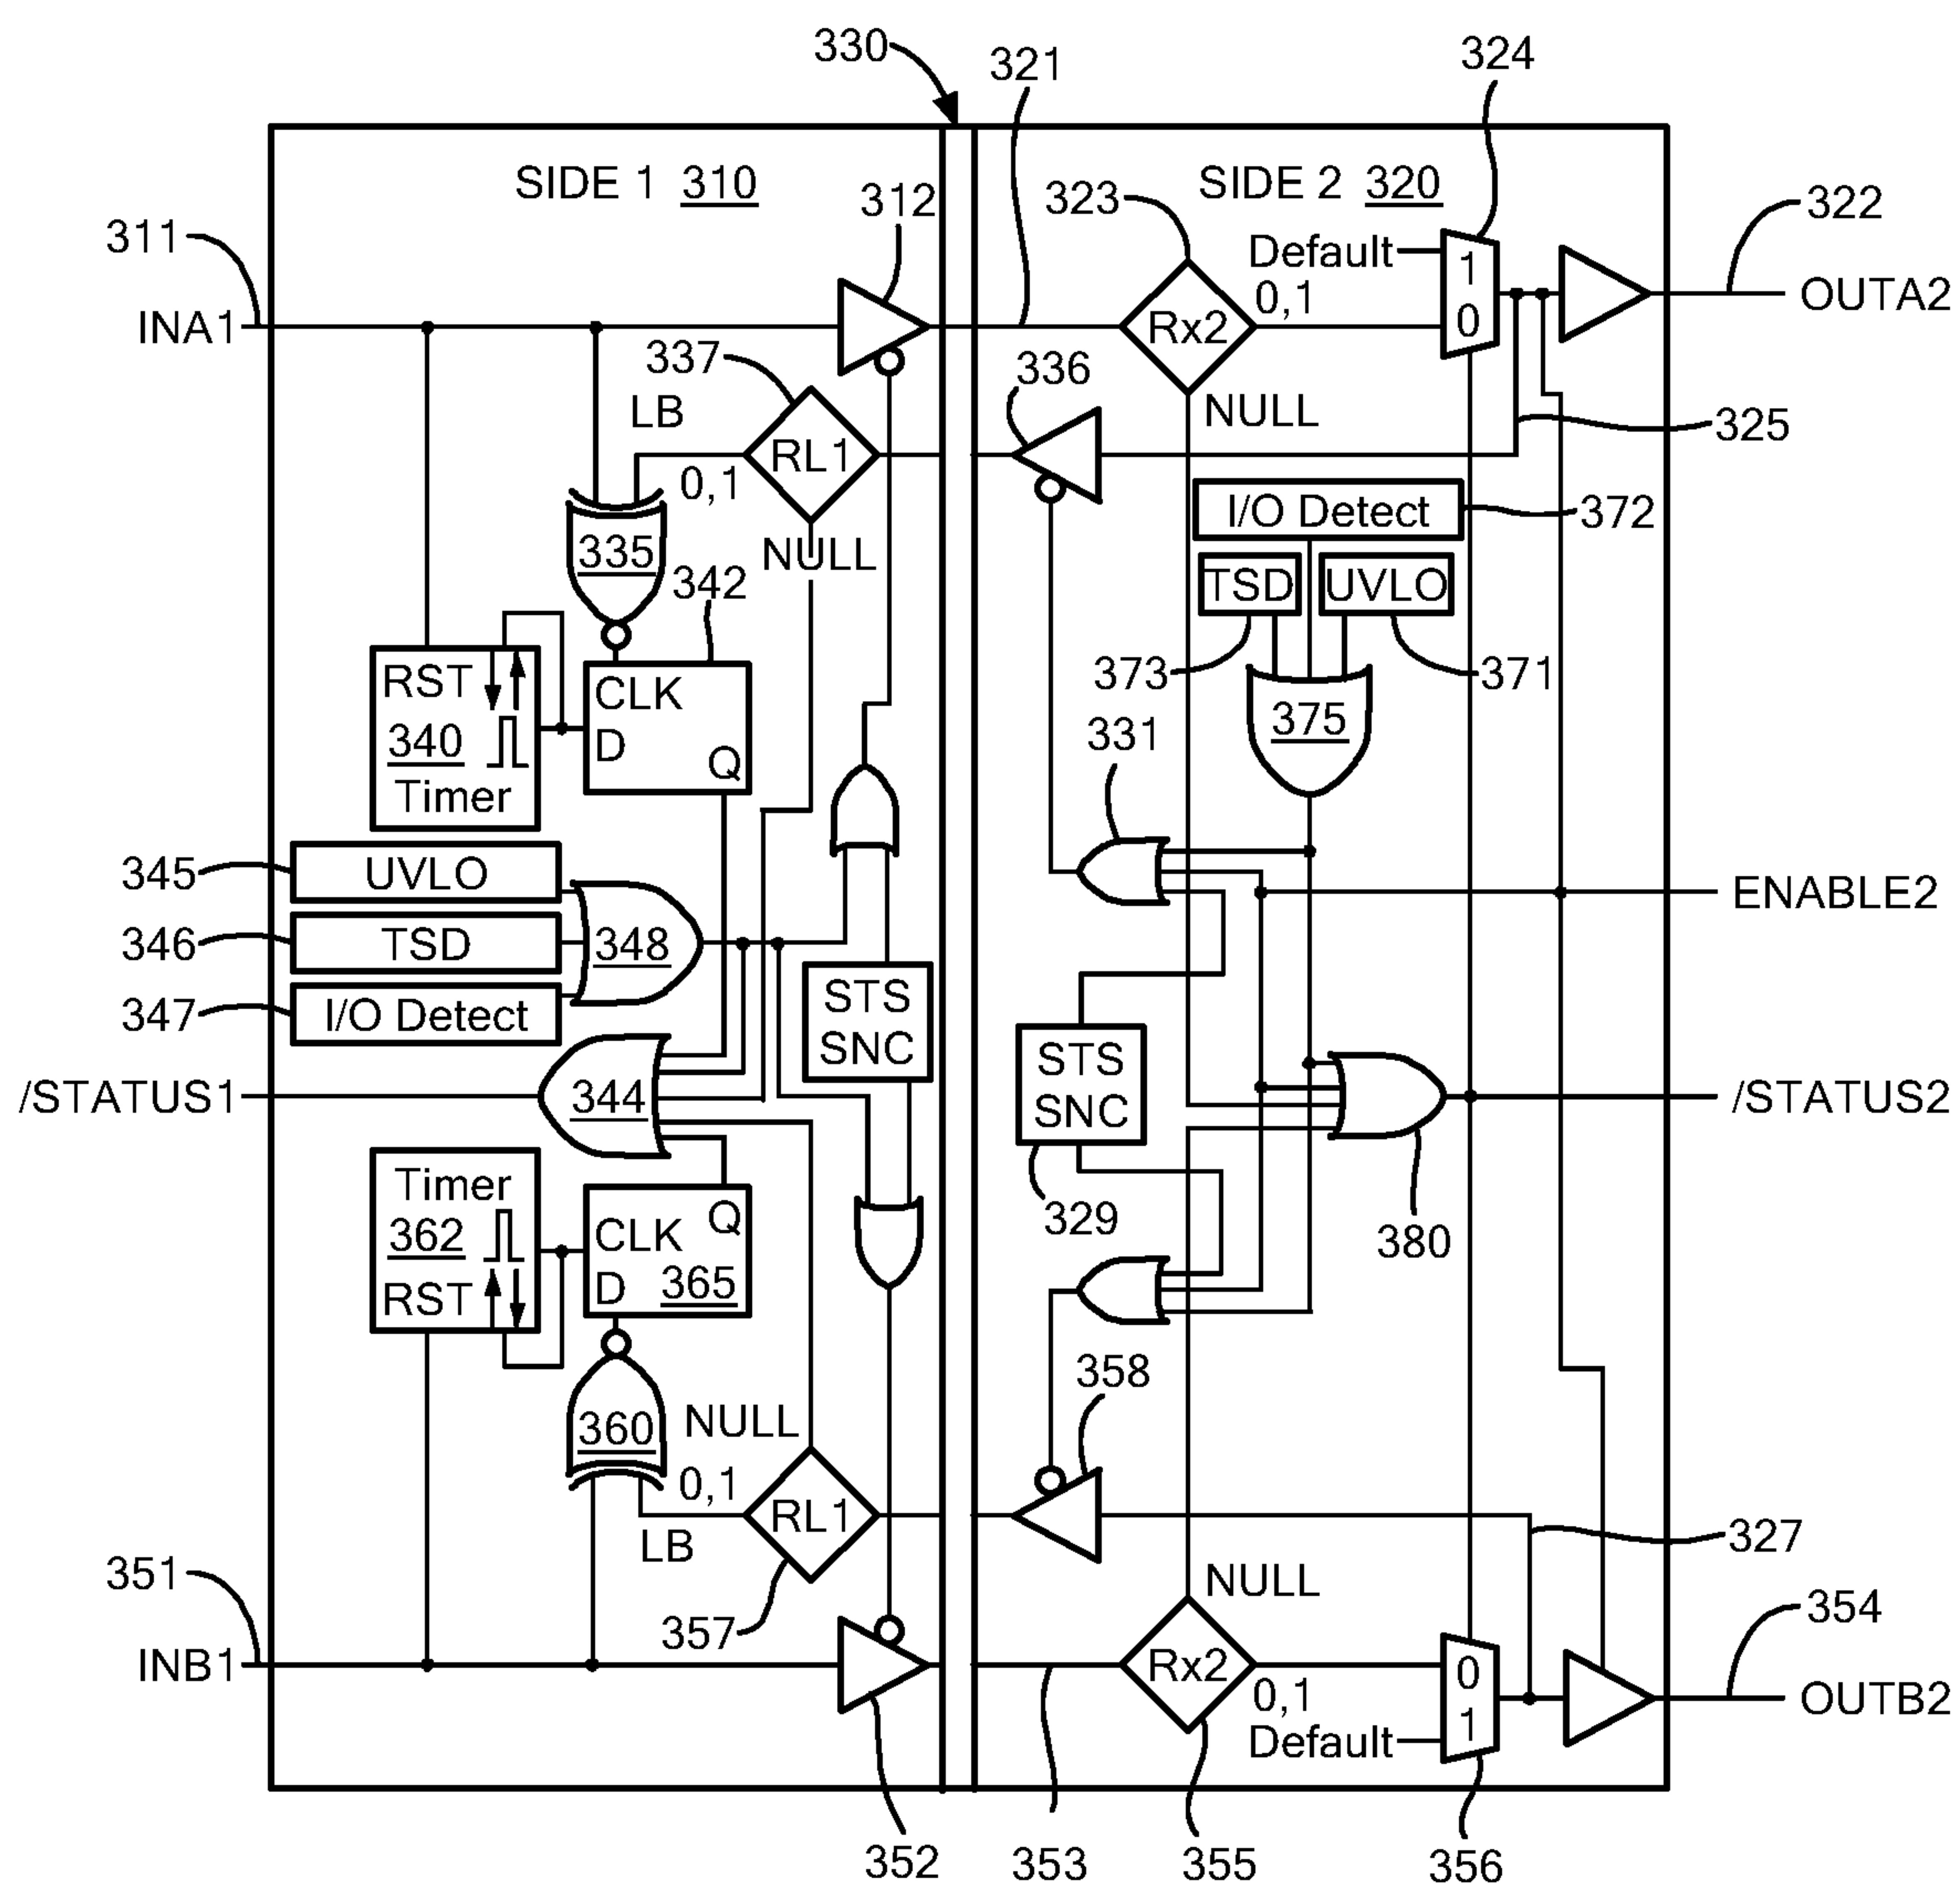 330
321
324
SIDE 1 310
312
323
SIDE 2 320
322
311
Default
1
INA1
0,1
OUTA2
Rx2
0
337
336
LB
NULL
325
RL1
0,1
I/O Detect
372
335
NULL
342
TSD
UVLO
RST
CLK
373
371
340
D
Q
331
375
Timer
345
UVLO
ENABLE2
346
TSD
348
347
I/O Detect
STS
SNC
STS
SNC
/STATUS1
344
/STATUS2
Timer
362
RST
CLK
Q
D
365
329
380
358
360
NULL
0,1
RL1
LB
327
351
357
NULL
354
INB1
Rx2
0
0,1
1
OUTB2
Default
352
353
355
356